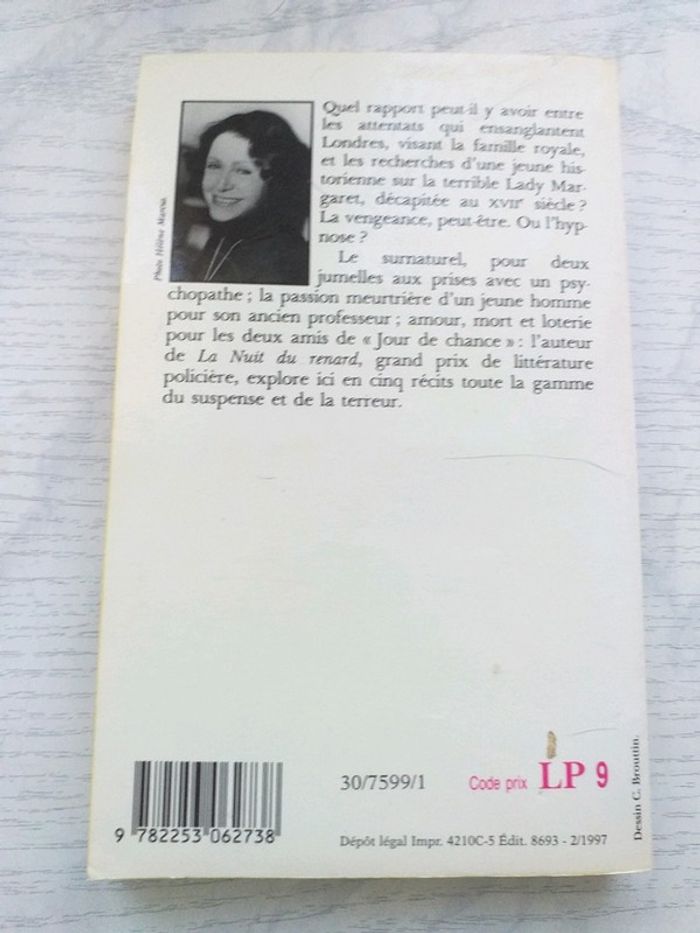 Quel rapport peut-il y avoir entre
les attentats qui ensanglantent
Londres, visant la famille royale,
et les recherches d'une jeune his-
torienne sur la terrible Lady Mar-
garet, décapitée au XVIIᵉ siècle ?
La vengeance, peut-être. Ou l'hyp-
nose ?
Le surnaturel, pour deux
jumelles aux prises avec un psy-
chopathe ; la passion meurtrière d'un jeune homme
pour son ancien professeur ; amour, mort et loterie
pour les deux amis de « Jour de chance » : l'auteur
de La Nuit du renard, grand prix de littérature
policière, explore ici en cinq récits toute la gamme
du suspense et de la terreur.
Photo Hélène
30/7599/1
Code prix LP 9
9 782253 062738
Dépôt légal Impr. 4210C-5 Édit. 8693 - 2/1997
Dessin C. Brouttin.